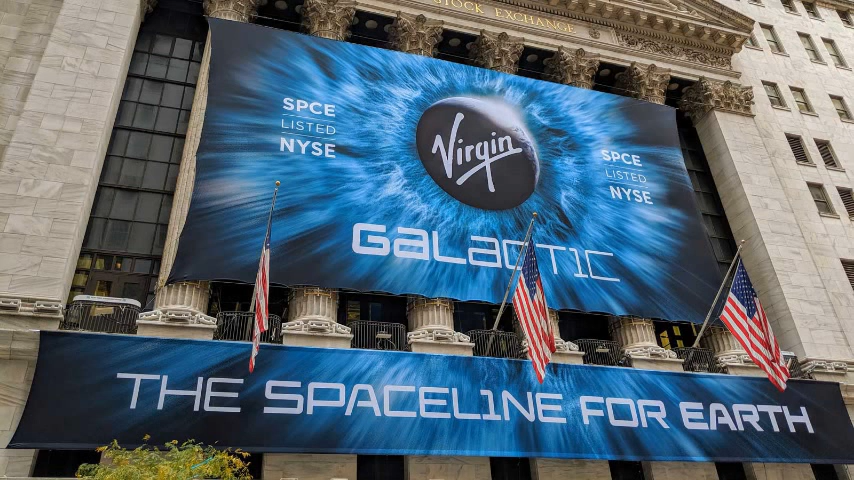 STOCK EXCHANGE
SPCE
LISTED
NYSE
Virgin
GALACTIC
SPCE
LISTED
NYSE
THE SPACELINE FOR EARTH